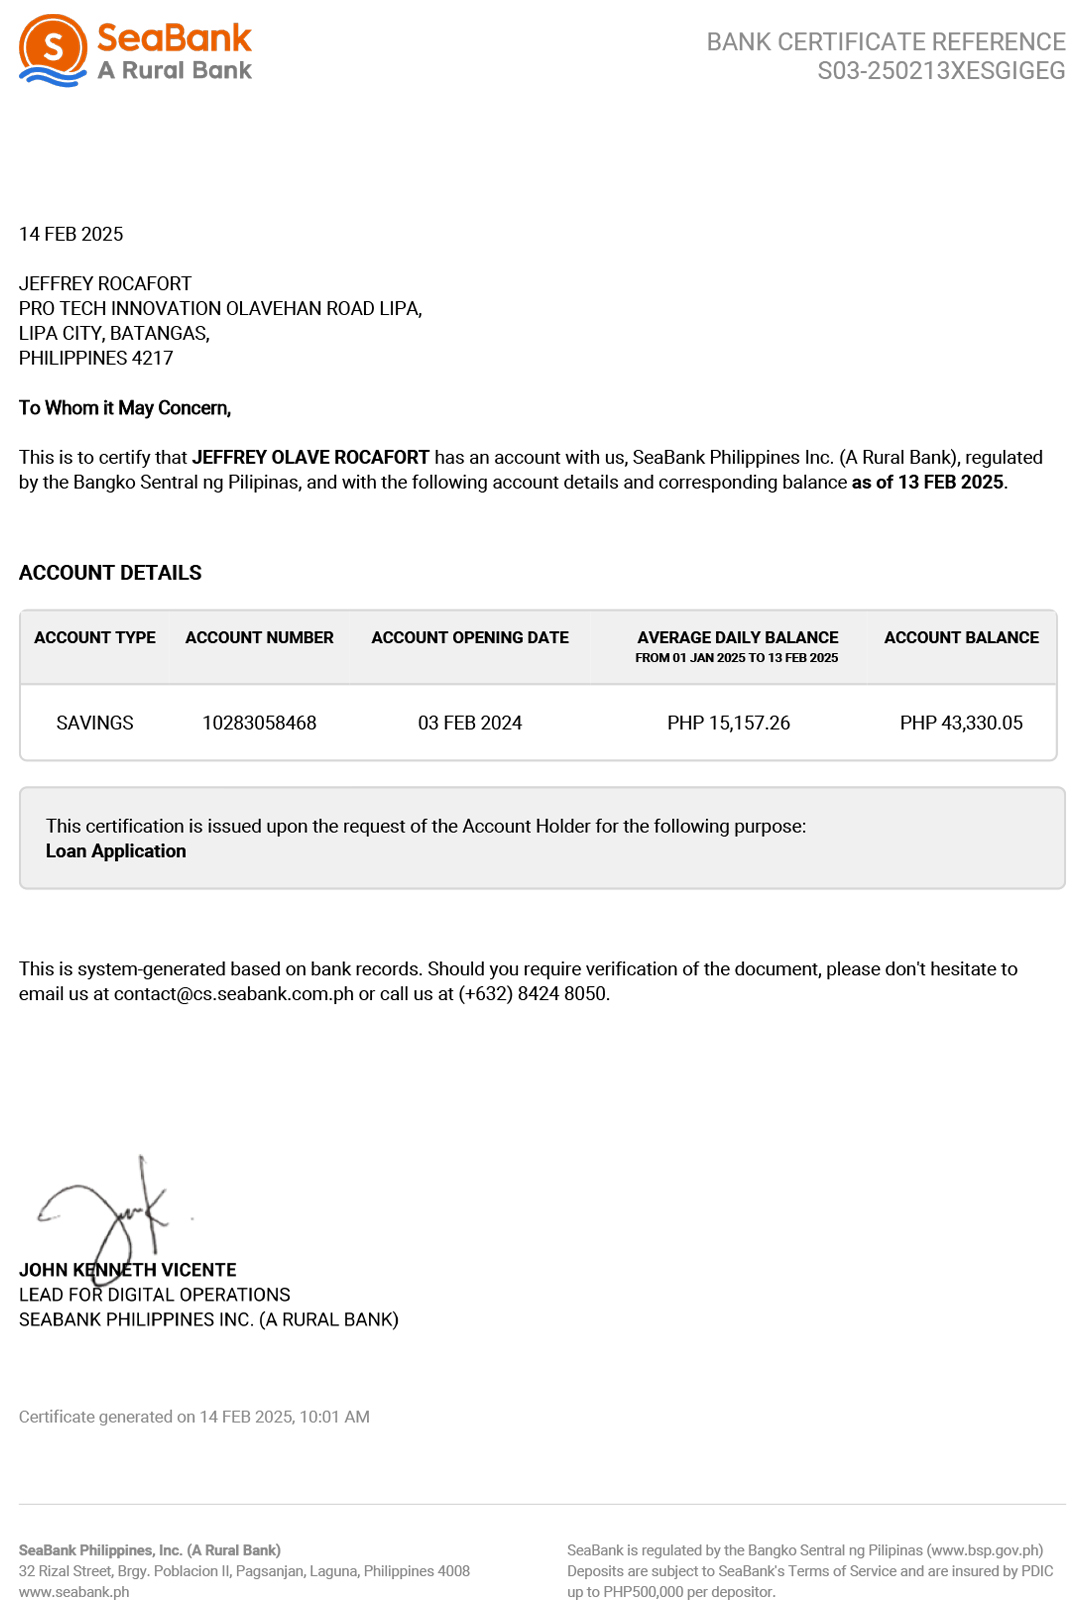 SeaBank
A Rural Bank
BANK CERTIFICATE REFERENCE
S03-250213XESGIGEG
14 FEB 2025
JEFFREY ROCAFORT
PRO TECH INNOVATION OLAVEHAN ROAD LIPA,
LIPA CITY, BATANGAS,
PHILIPPINES 4217
To Whom it May Concern,
This is to certify that JEFFREY OLAVE ROCAFORT has an account with us, SeaBank Philippines Inc. (A Rural Bank), regulated
by the Bangko Sentral ng Pilipinas, and with the following account details and corresponding balance as of 13 FEB 2025.
ACCOUNT DETAILS
ACCOUNT TYPE ACCOUNT NUMBER ACCOUNT OPENING DATE AVERAGE DAILY BALANCE ACCOUNT BALANCE
FROM 01 JAN 2025 TO 13 FEB 2025
SAVINGS 10283058468 03 FEB 2024 PHP 15,157.26 PHP 43,330.05
This certification is issued upon the request of the Account Holder for the following purpose:
Loan Application
This is system-generated based on bank records. Should you require verification of the document, please don't hesitate to
email us at contact@cs.seabank.com.ph or call us at (+632) 8424 8050.
JOHN KENNETH VICENTE
LEAD FOR DIGITAL OPERATIONS
SEABANK PHILIPPINES INC. (A RURAL BANK)
Certificate generated on 14 FEB 2025, 10:01 AM
SeaBank Philippines, Inc. (A Rural Bank)
32 Rizal Street, Brgy. Poblacion II, Pagsanjan, Laguna, Philippines 4008
www.seabank.ph
SeaBank is regulated by the Bangko Sentral ng Pilipinas (www.bsp.gov.ph)
Deposits are subject to SeaBank's Terms of Service and are insured by PDIC
up to PHP500,000 per depositor.